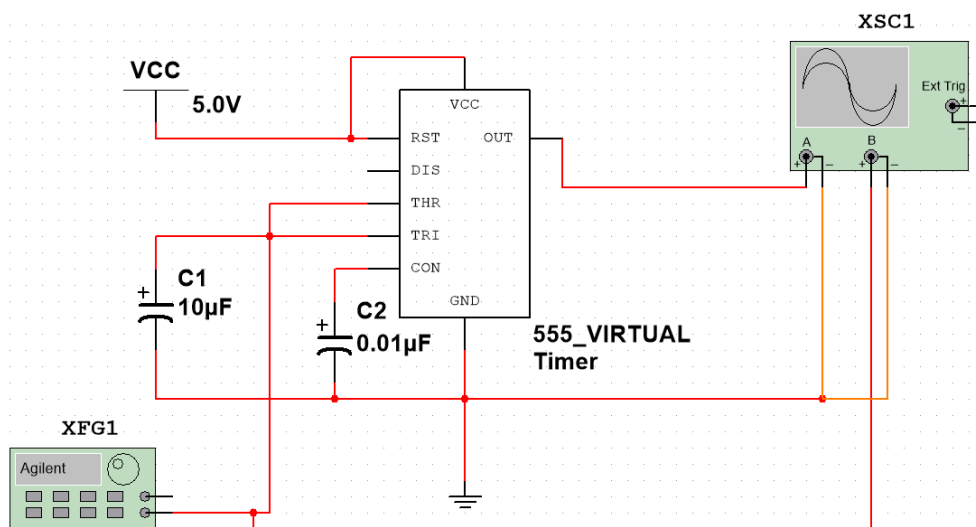 XSC1
VCC
5.0V
VCC
RST
OUT
DIS
THR
TRI
CON
GND
Ext Trig
+
−
A
B
+
−
+
−
+
C1
10µF
+
C2
0.01µF
555_VIRTUAL
Timer
XFG1
Agilent